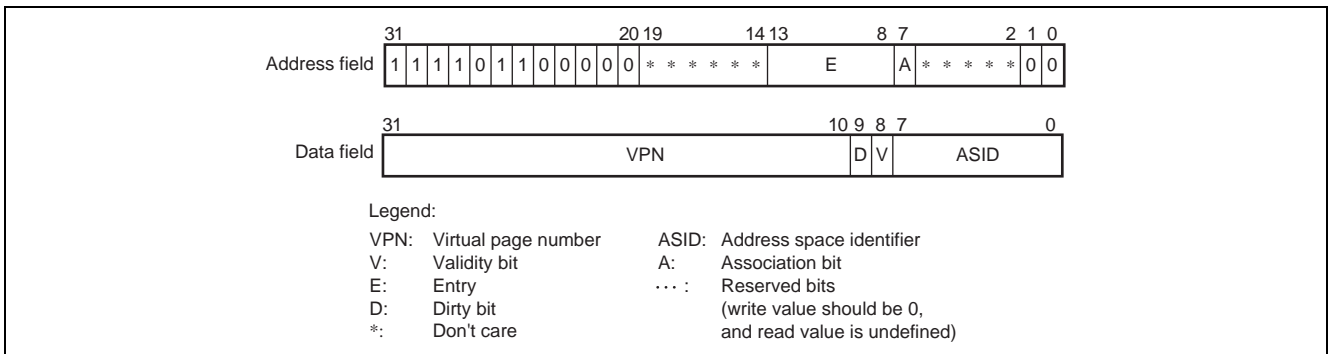 31 20 19 14 13 8 7 2 1 0
Address field 1 1 1 1 0 1 1 0 0 0 0 0 * * * * * * E A * * * * * 0 0
31 10 9 8 7 0
Data field VPN D V ASID
Legend:
VPN: Virtual page number ASID: Address space identifier
V: Validity bit A: Association bit
E: Entry ··· : Reserved bits
D: Dirty bit (write value should be 0,
*: Don't care and read value is undefined)